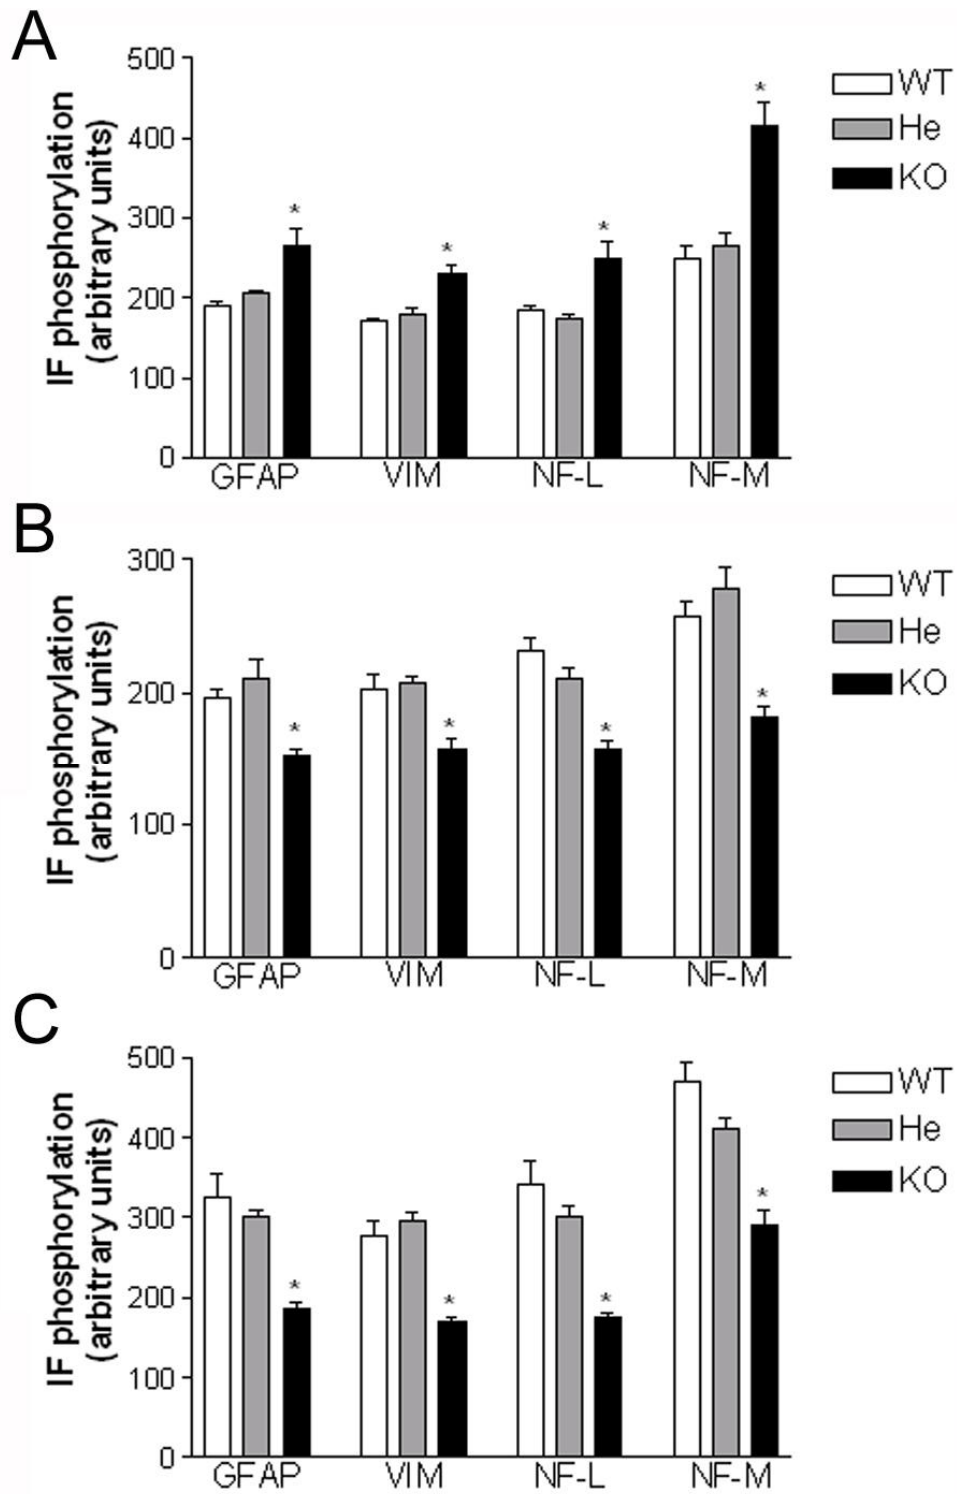 A
500
400
300
200
100
0
IF phosphorylation
(arbitrary units)
* * * *
GFAP VIM NF-L NF-M
WT
He
KO
B
300
200
100
0
IF phosphorylation
(arbitrary units)
* * * *
GFAP VIM NF-L NF-M
WT
He
KO
C
500
400
300
200
100
0
IF phosphorylation
(arbitrary units)
* * * *
GFAP VIM NF-L NF-M
WT
He
KO